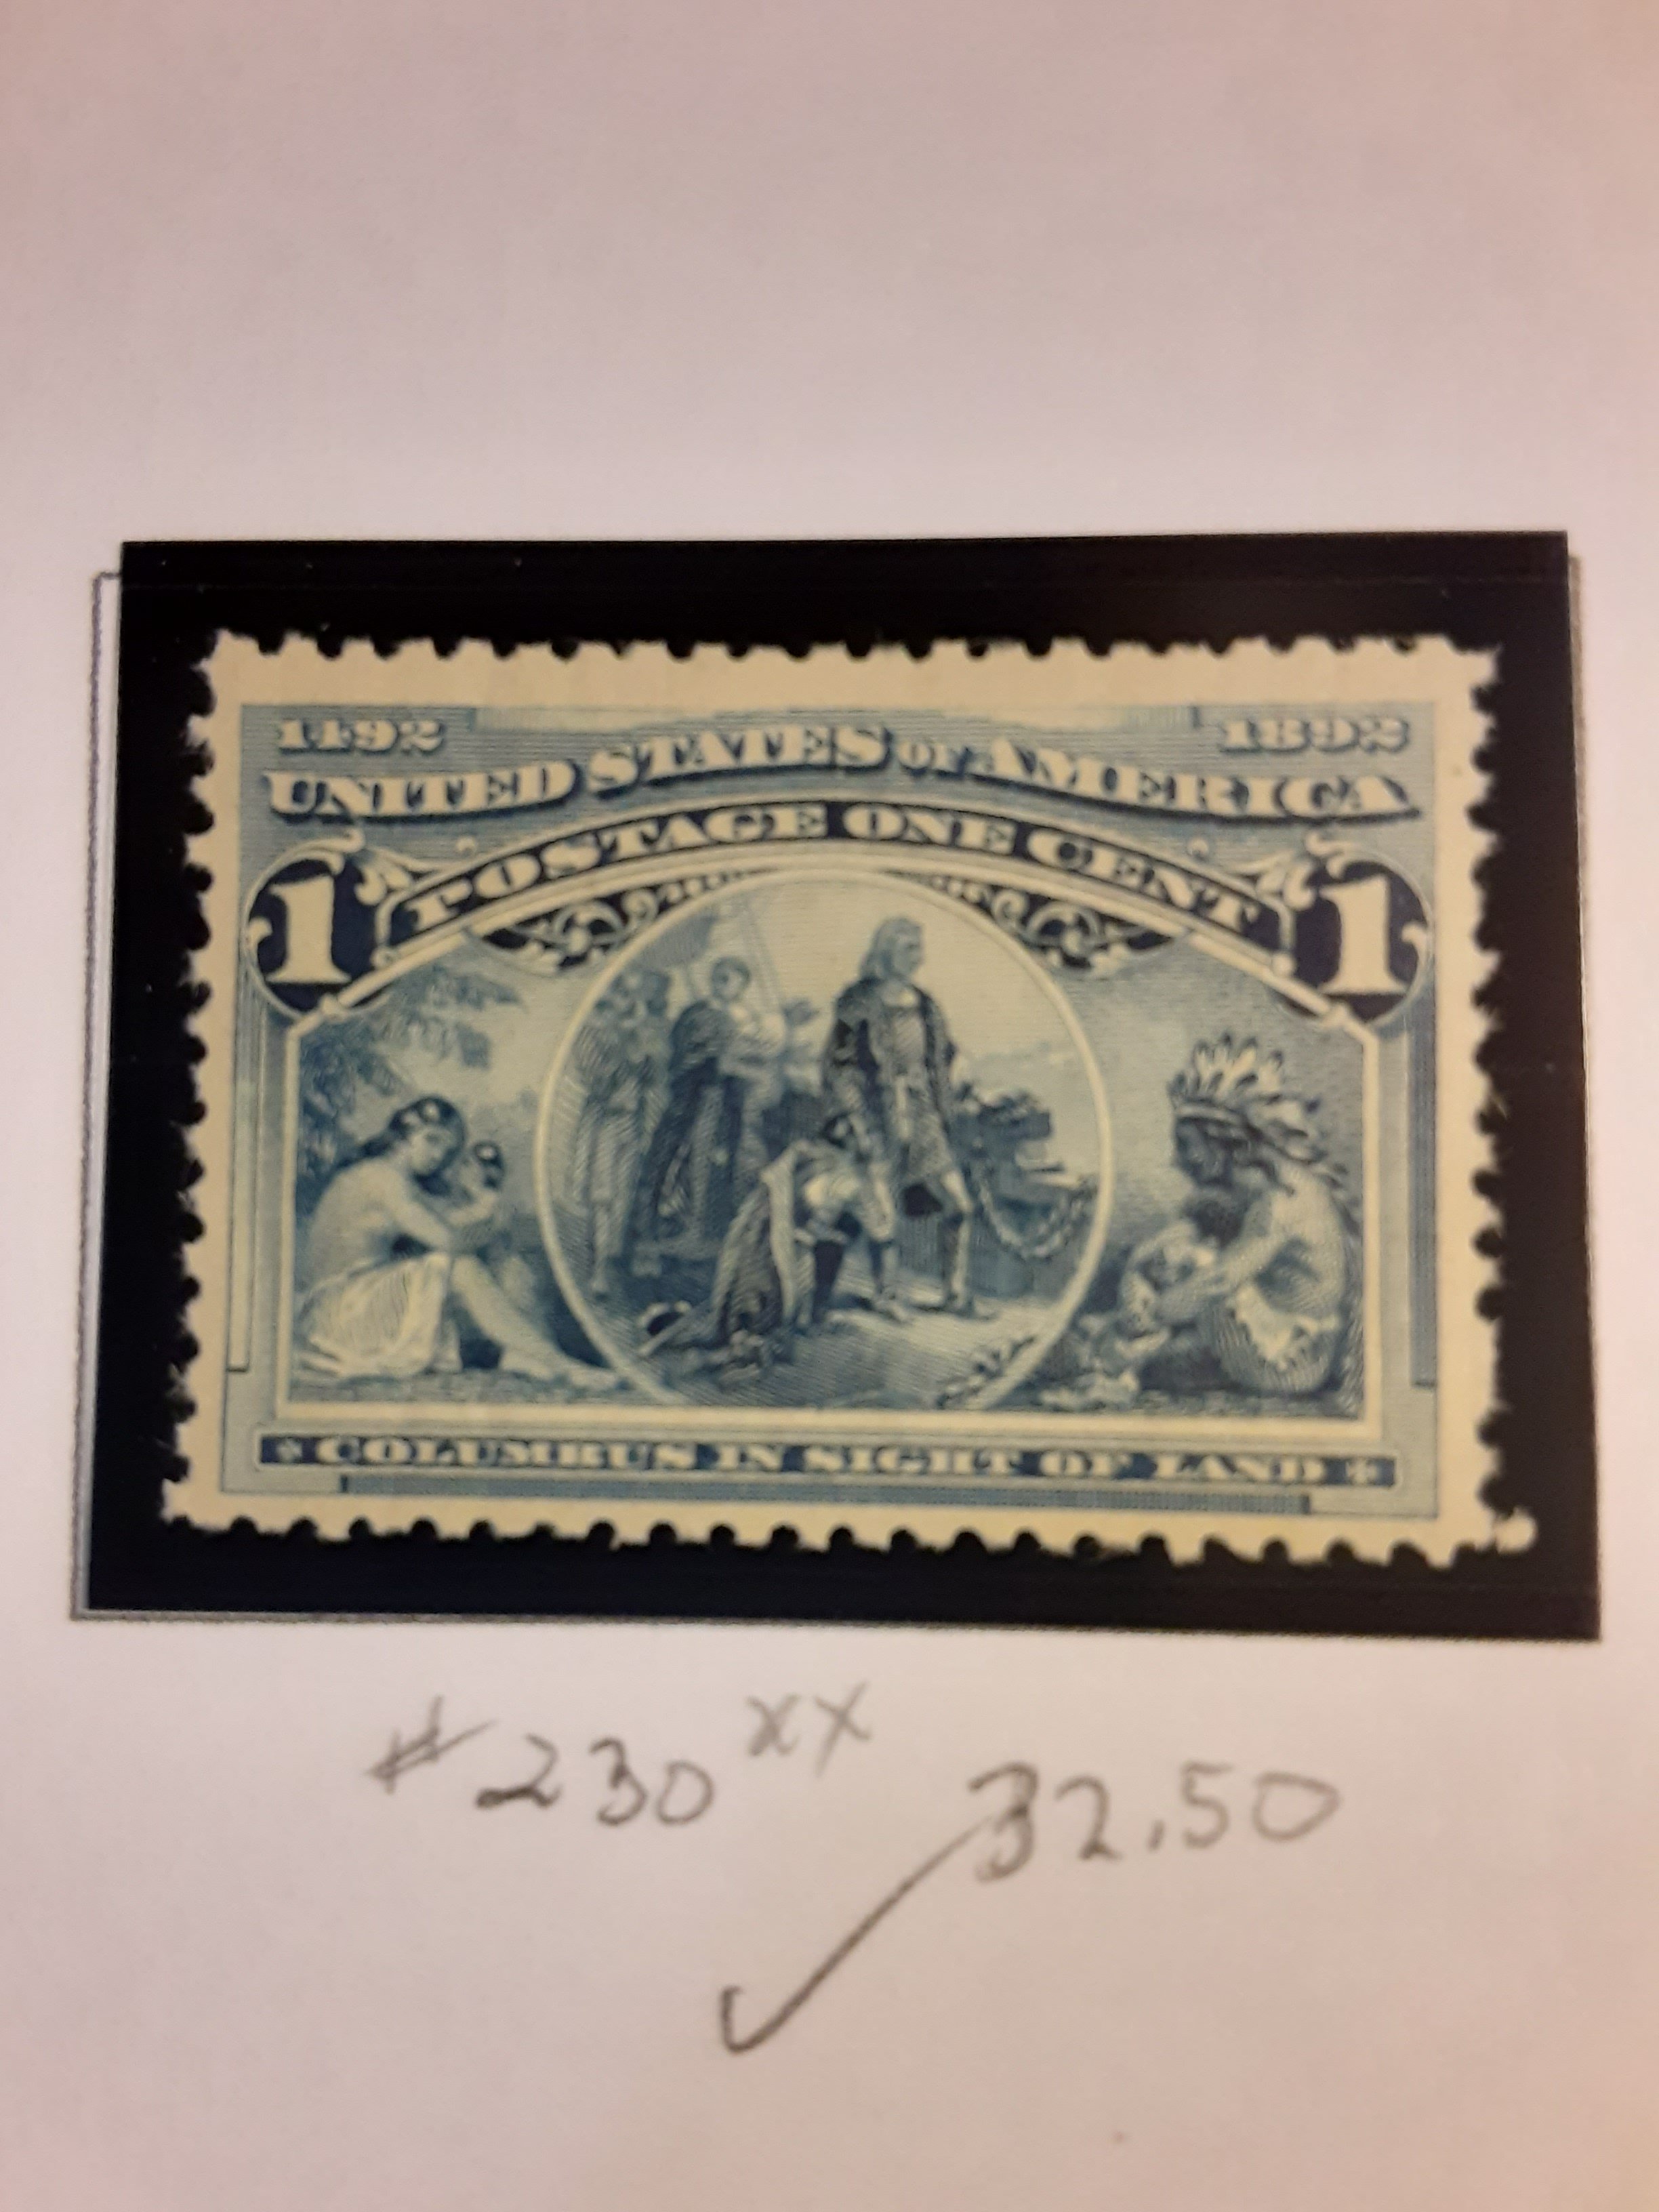 1492 1892
UNITED STATES OF AMERICA
POSTAGE ONE CENT
1 1
COLUMBUS IN SIGHT OF LAND
#230 xx
32.50